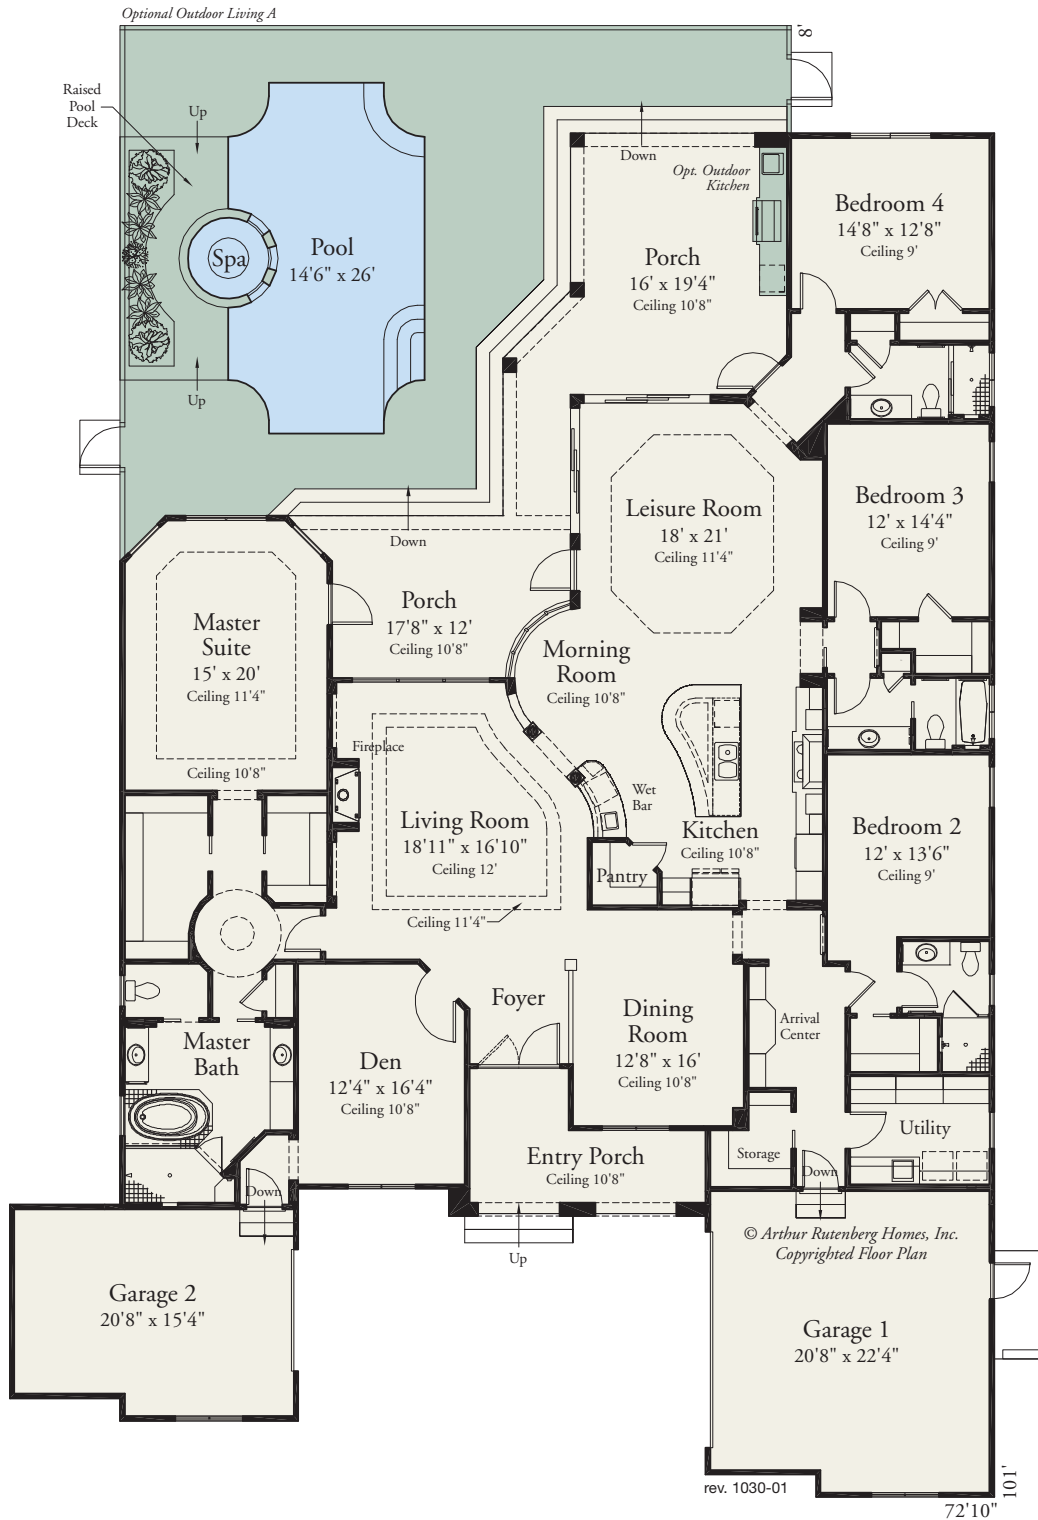 Optional Outdoor Living A
8'
Raised
Pool
Deck
Up
Down
Opt. Outdoor
Kitchen
Bedroom 4
14'8" x 12'8"
Ceiling 9'
Spa
Pool
14'6" x 26'
Porch
16' x 19'4"
Ceiling 10'8"
Up
Leisure Room
18' x 21'
Ceiling 11'4"
Bedroom 3
12' x 14'4"
Ceiling 9'
Down
Porch
17'8" x 12'
Ceiling 10'8"
Master
Suite
15' x 20'
Ceiling 11'4"
Ceiling 10'8"
Morning
Room
Ceiling 10'8"
Fireplace
Wet
Bar
Living Room
18'11" x 16'10"
Ceiling 12'
Ceiling 11'4"
Kitchen
Ceiling 10'8"
Pantry
Bedroom 2
12' x 13'6"
Ceiling 9'
Foyer
Dining
Room
12'8" x 16'
Ceiling 10'8"
Arrival
Center
Master
Bath
Den
12'4" x 16'4"
Ceiling 10'8"
Utility
Storage
Entry Porch
Ceiling 10'8"
Down
Down
Up
© Arthur Rutenberg Homes, Inc.
Copyrighted Floor Plan
Garage 2
20'8" x 15'4"
Garage 1
20'8" x 22'4"
rev. 1030-01
101'
72'10"